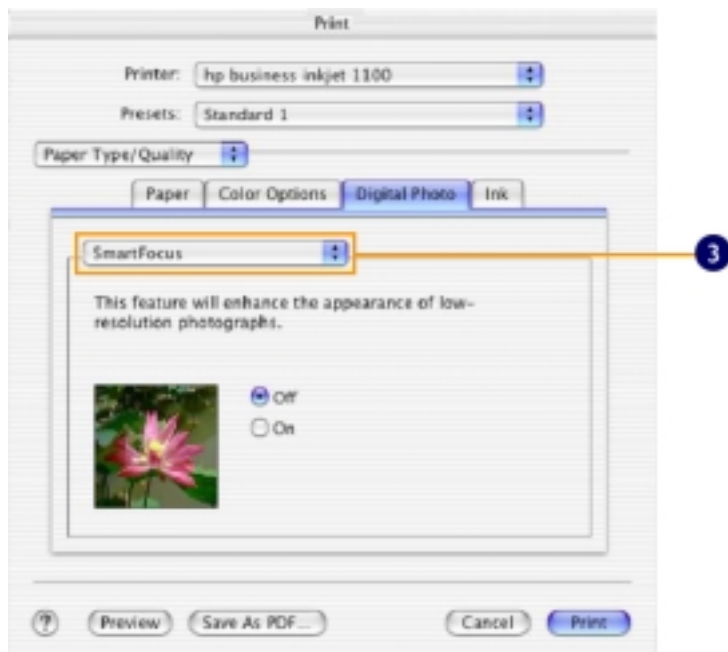 Print
Printer: hp business inkjet 1100
Presets: Standard 1
Paper Type/Quality
Paper Color Options Digital Photo Ink
SmartFocus
3
This feature will enhance the appearance of low-
resolution photographs.
Off
On
? Preview Save As PDF... Cancel Print